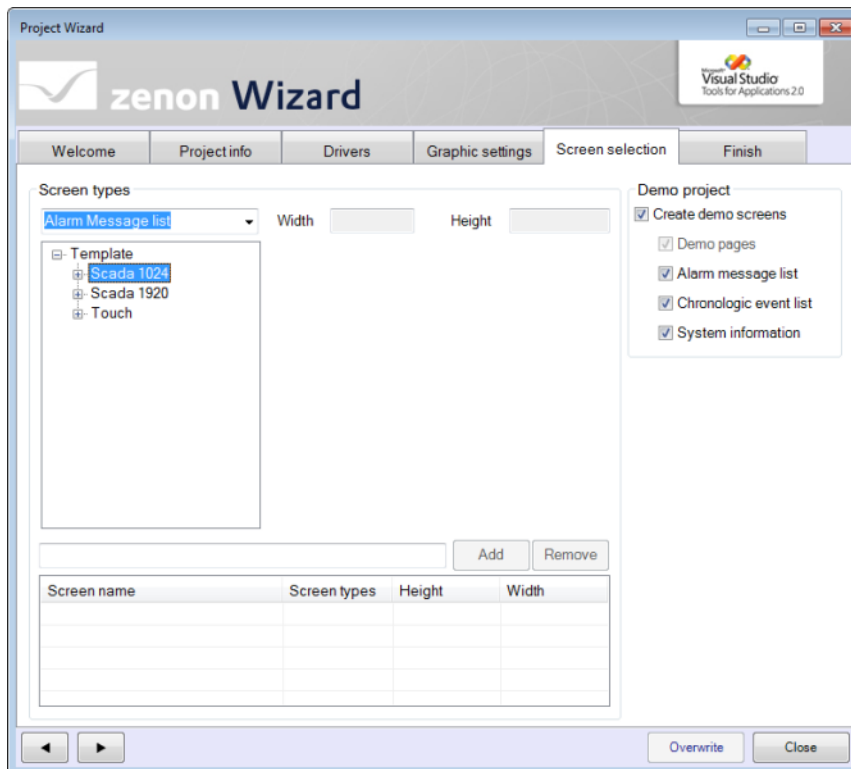 Project Wizard
zenon Wizard
Microsoft
Visual Studio
Tools for Applications 2.0
Welcome
Project info
Drivers
Graphic settings
Screen selection
Finish
Screen types
Alarm Message list
Width
Height
Template
Scada 1024
Scada 1920
Touch
Demo project
Create demo screens
Demo pages
Alarm message list
Chronologic event list
System information
Add
Remove
Screen name
Screen types
Height
Width
Overwrite
Close